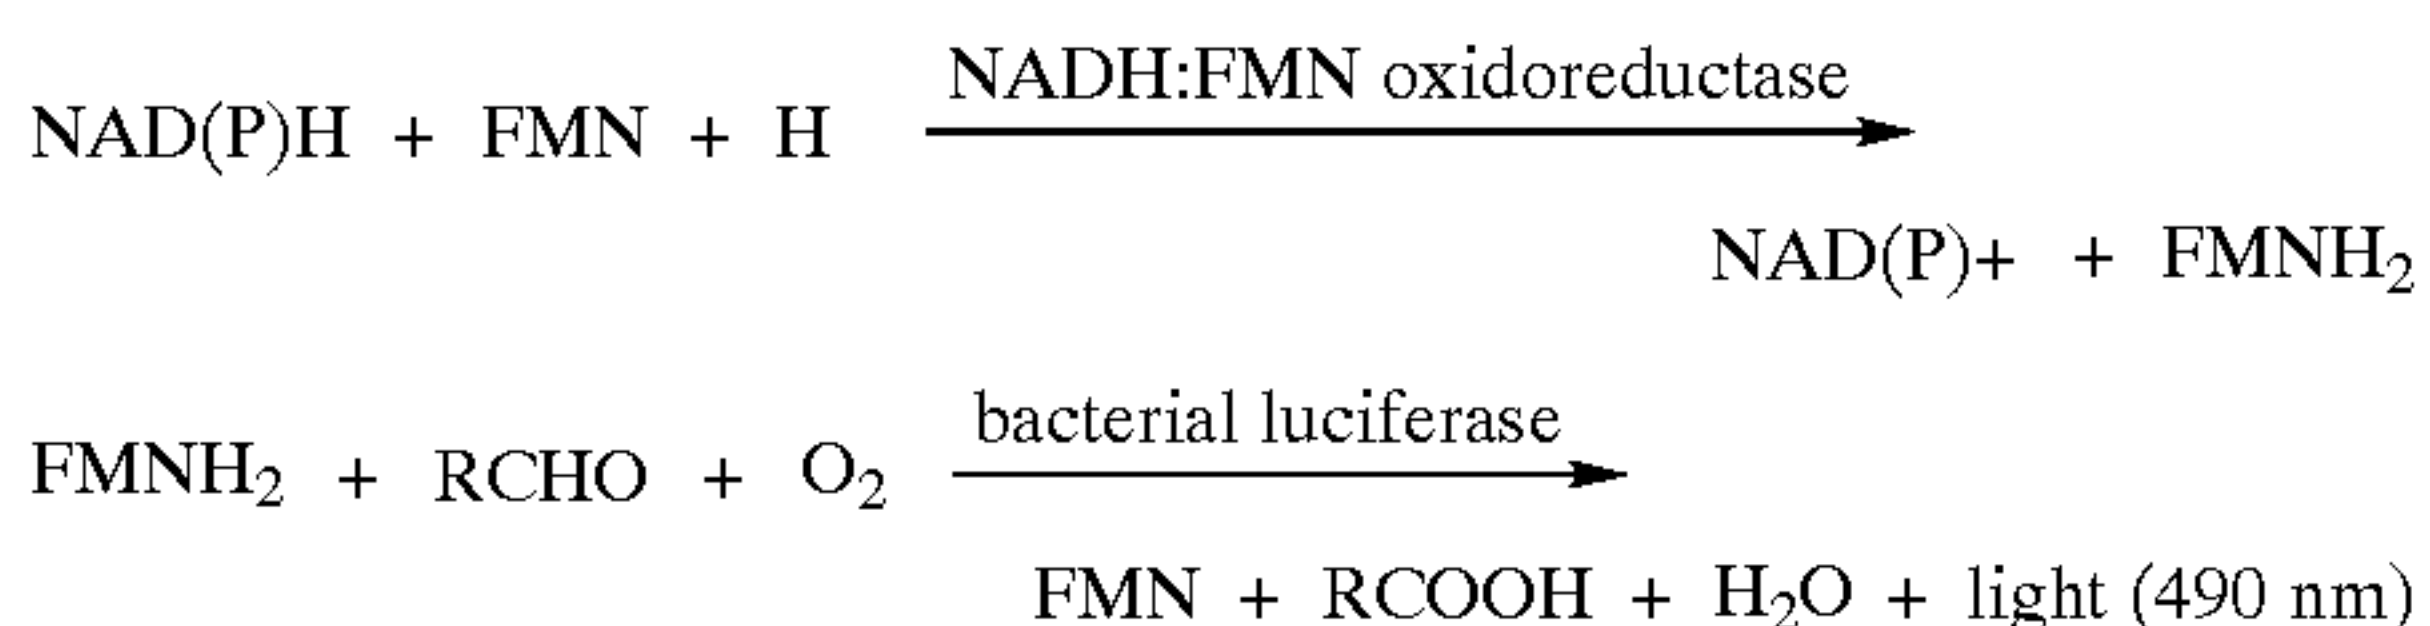 NADH:FMN oxidoreductase
NAD(P)H + FMN + H
NAD(P)+ + FMNH₂
bacterial luciferase
FMNH₂ + RCHO + O₂
FMN + RCOOH + H₂O + light (490 nm)